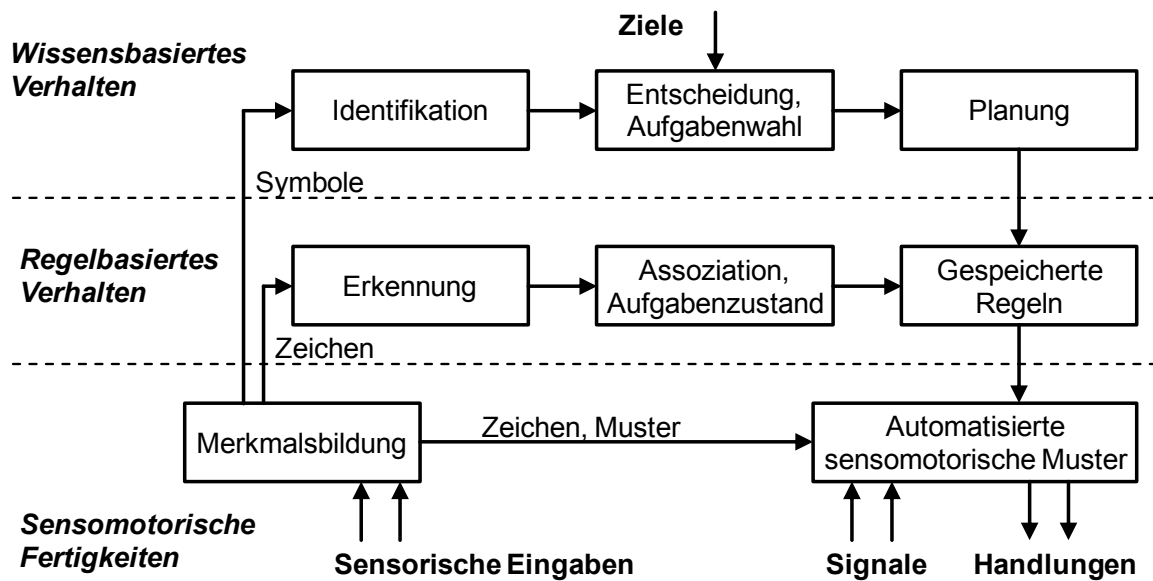 Ziele
Wissensbasiertes
Verhalten
Identifikation
Entscheidung,
Aufgabenwahl
Planung
Symbole
Regelbasiertes
Verhalten
Erkennung
Assoziation,
Aufgabenzustand
Gespeicherte
Regeln
Zeichen
Merkmalsbildung
Zeichen, Muster
Automatisierte
sensomotorische Muster
Sensomotorische
Fertigkeiten
Sensorische Eingaben
Signale
Handlungen